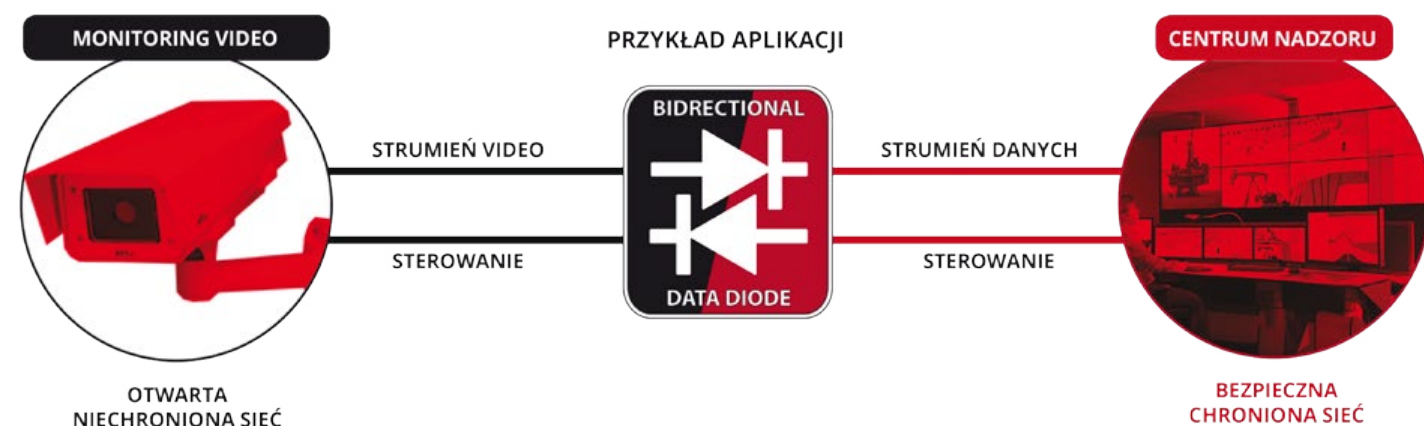 MONITORING VIDEO
PRZYKŁAD APLIKACJI
CENTRUM NADZORU
BIDRECTIONAL
STRUMIEŃ VIDEO
STRUMIEŃ DANYCH
STEROWANIE
STEROWANIE
DATA DIODE
OTWARTA
NIECHRONIONA SIEĆ
BEZPIECZNA
CHRONIONA SIEĆ